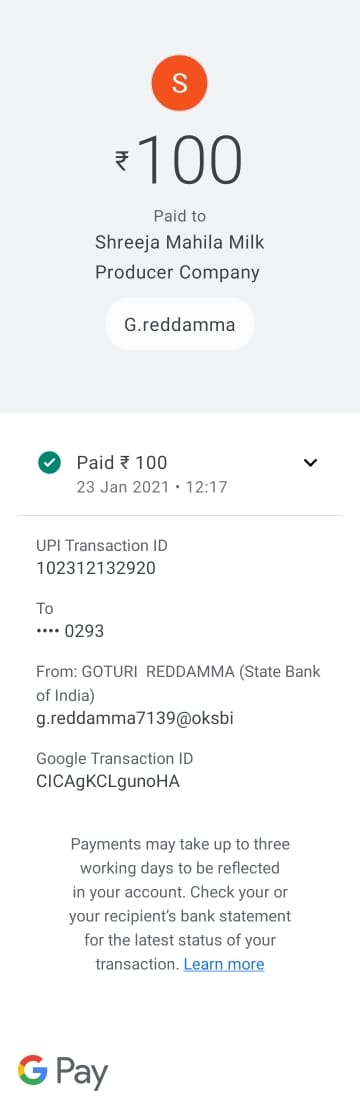 S
₹100
Paid to
Shreeja Mahila Milk
Producer Company
G.reddamma
Paid ₹ 100
23 Jan 2021 • 12:17
UPI Transaction ID
102312132920
To
•••• 0293
From: GOTURI  REDDAMMA (State Bank
of India)
g.reddamma7139@oksbi
Google Transaction ID
CICAgKCLgunoHA
Payments may take up to three
working days to be reflected
in your account. Check your or
your recipient's bank statement
for the latest status of your
transaction. Learn more
G Pay